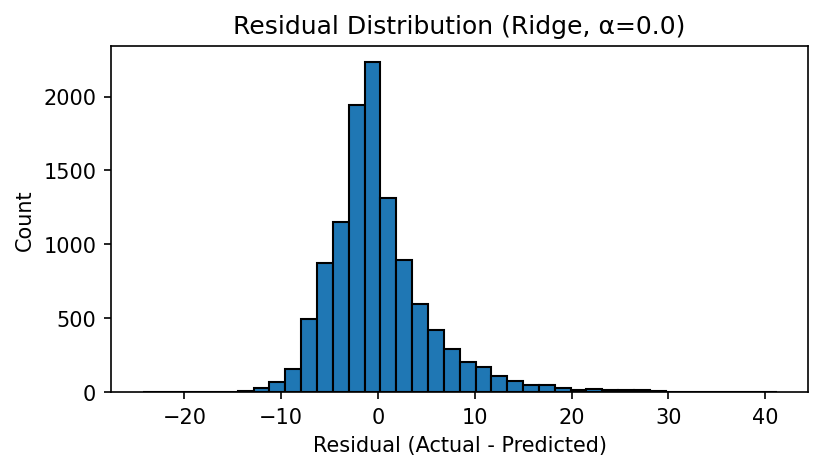 Residual Distribution (Ridge, α=0.0)
2000
1500
1000
500
0
Count
−20 −10 0 10 20 30 40
Residual (Actual - Predicted)